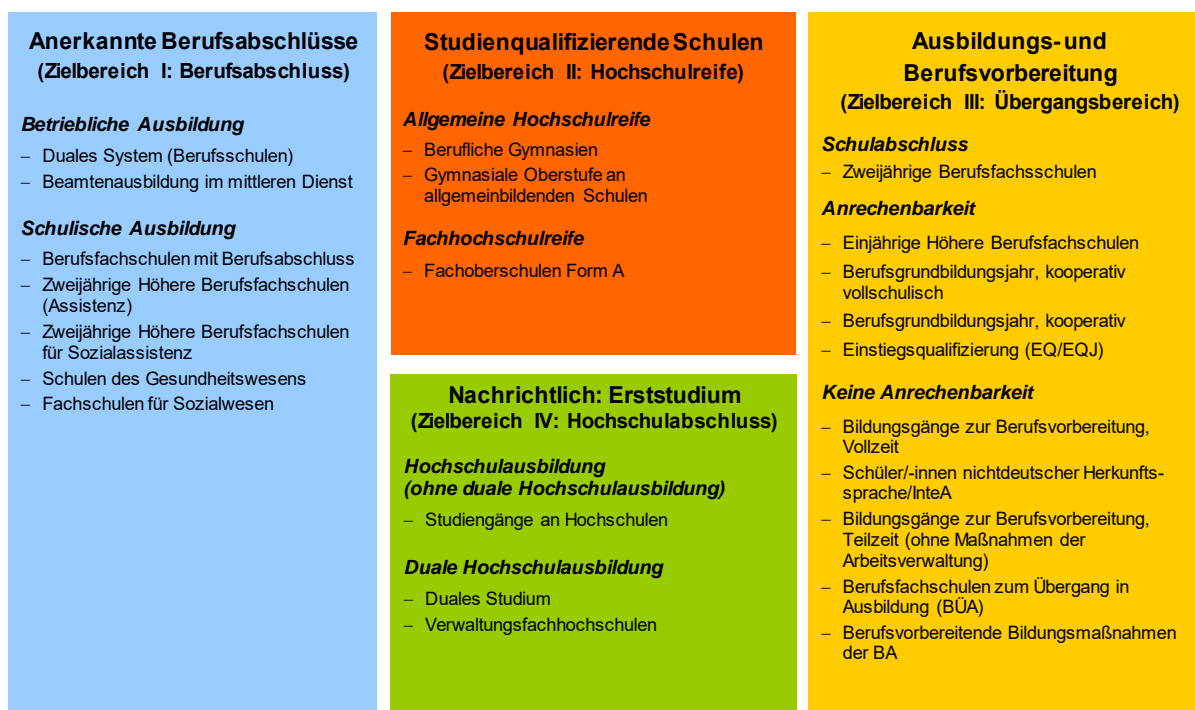 Anerkannte Berufsabschlüsse
(Zielbereich I: Berufsabschluss)
Betriebliche Ausbildung
– Duales System (Berufsschulen)
– Beamtenausbildung im mittleren Dienst
Schulische Ausbildung
– Berufsfachschulen mit Berufsabschluss
– Zweijährige Höhere Berufsfachschulen
(Assistenz)
– Zweijährige Höhere Berufsfachschulen
für Sozialassistenz
– Schulen des Gesundheitswesens
– Fachschulen für Sozialwesen
Studienqualifizierende Schulen
(Zielbereich II: Hochschulreife)
Allgemeine Hochschulreife
– Berufliche Gymnasien
– Gymnasiale Oberstufe an
allgemeinbildenden Schulen
Fachhochschulreife
– Fachoberschulen Form A
Nachrichtlich: Erststudium
(Zielbereich IV: Hochschulabschluss)
Hochschulausbildung
(ohne duale Hochschulausbildung)
– Studiengänge an Hochschulen
Duale Hochschulausbildung
– Duales Studium
– Verwaltungsfachhochschulen
Ausbildungs- und
Berufsvorbereitung
(Zielbereich III: Übergangsbereich)
Schulabschluss
– Zweijährige Berufsfachsschulen
Anrechenbarkeit
– Einjährige Höhere Berufsfachschulen
– Berufsgrundbildungsjahr, kooperativ
vollschulisch
– Berufsgrundbildungsjahr, kooperativ
– Einstiegsqualifizierung (EQ/EQJ)
Keine Anrechenbarkeit
– Bildungsgänge zur Berufsvorbereitung,
Vollzeit
– Schüler/-innen nichtdeutscher Herkunfts-
sprache/InteA
– Bildungsgänge zur Berufsvorbereitung,
Teilzeit (ohne Maßnahmen der
Arbeitsverwaltung)
– Berufsfachschulen zum Übergang in
Ausbildung (BÜA)
– Berufsvorbereitende Bildungsmaßnahmen
der BA